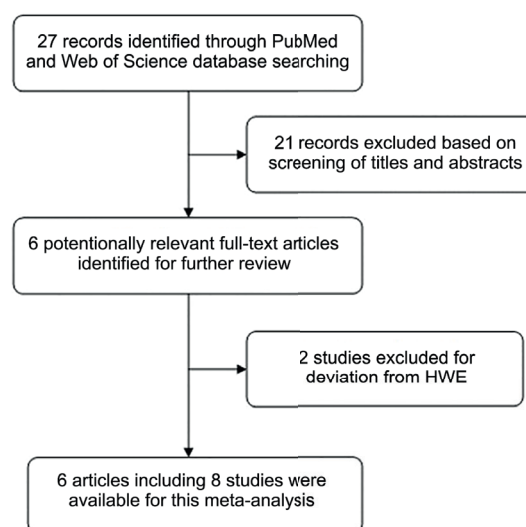 27 records identified through PubMed
and Web of Science database searching
21 records excluded based on
screening of titles and abstracts
6 potentially relevant full-text articles
identified for further review
2 studies excluded for
deviation from HWE
6 articles including 8 studies were
available for this meta-analysis